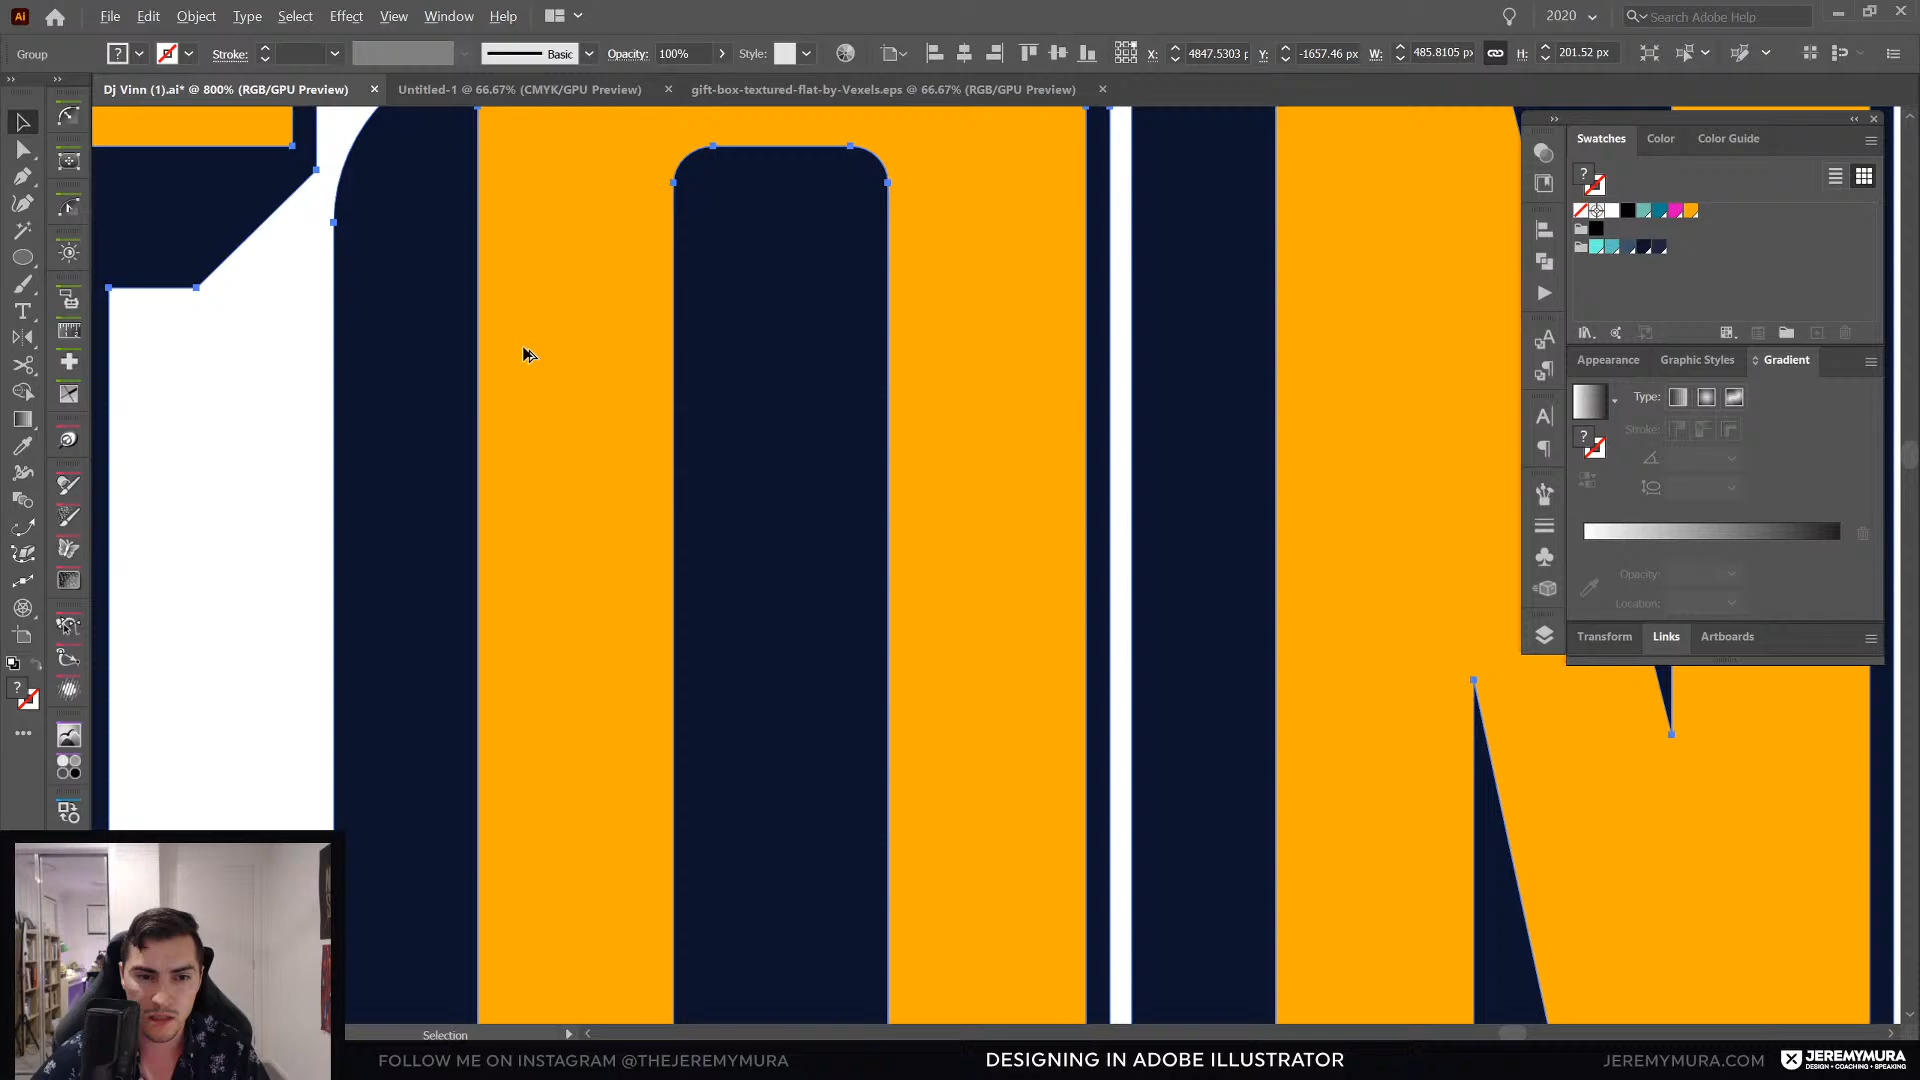 Ai File Edit Object Type Select Effect View Window Help 2020 Search Adobe Help
Group ? Stroke: Basic Opacity: 100% Style: X: 4847.5303 p Y: -1657.46 px W: 485.8105 px H: 201.52 px
Dj Vinn (1).ai* @ 800% (RGB/GPU Preview) × Untitled-1 @ 66.67% (CMYK/GPU Preview) × gift-box-textured-flat-by-Vexels.eps @ 66.67% (RGB/GPU Preview) ×
Swatches Color Color Guide
?
Appearance Graphic Styles Gradient
Type:
Stroke:
?
Opacity:
Location:
Transform Links Artboards
?
Selection
FOLLOW ME ON INSTAGRAM @THEJEREMYMURA DESIGNING IN ADOBE ILLUSTRATOR JEREMYMURA.COM JEREMYMURA
DESIGN • COACHING • SPEAKING